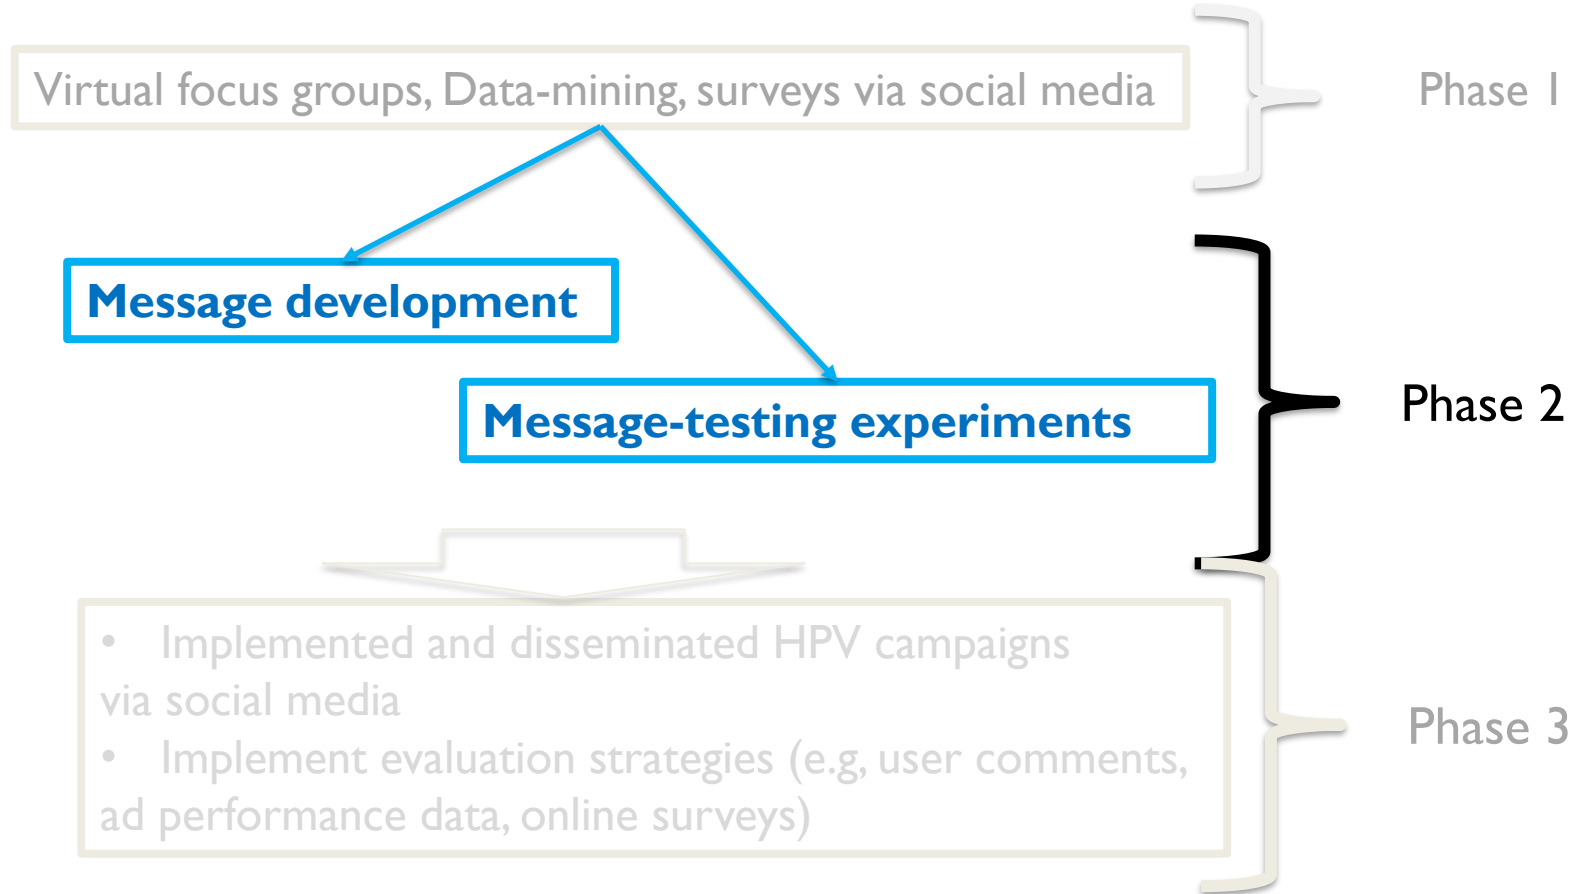 Virtual focus groups, Data-mining, surveys via social media
Phase 1
Message development
Message-testing experiments
Phase 2
• Implemented and disseminated HPV campaigns
via social media
• Implement evaluation strategies (e.g, user comments,
ad performance data, online surveys)
Phase 3